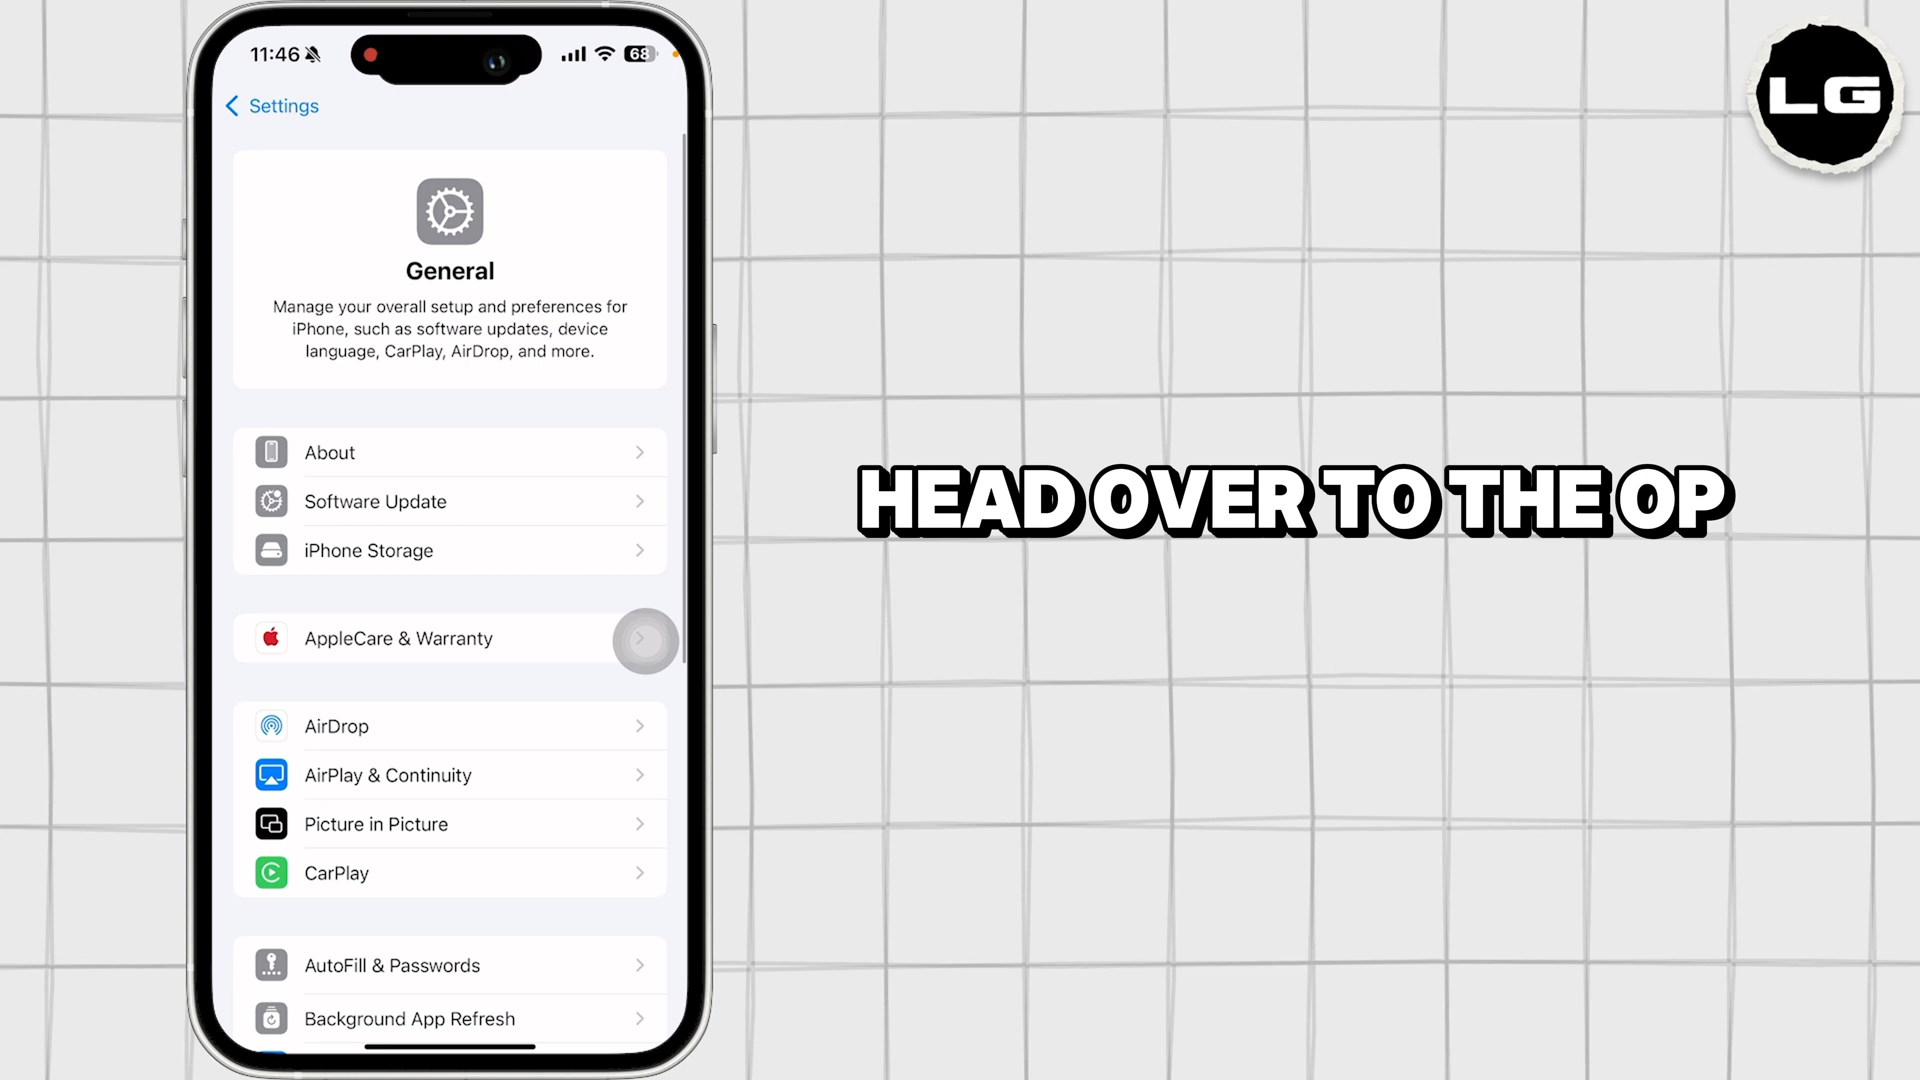 11:46
68
Settings
General
Manage your overall setup and preferences for
iPhone, such as software updates, device
language, CarPlay, AirDrop, and more.
About
Software Update
iPhone Storage
AppleCare & Warranty
AirDrop
AirPlay & Continuity
Picture in Picture
CarPlay
AutoFill & Passwords
Background App Refresh
HEAD OVER TO THE OP
LG